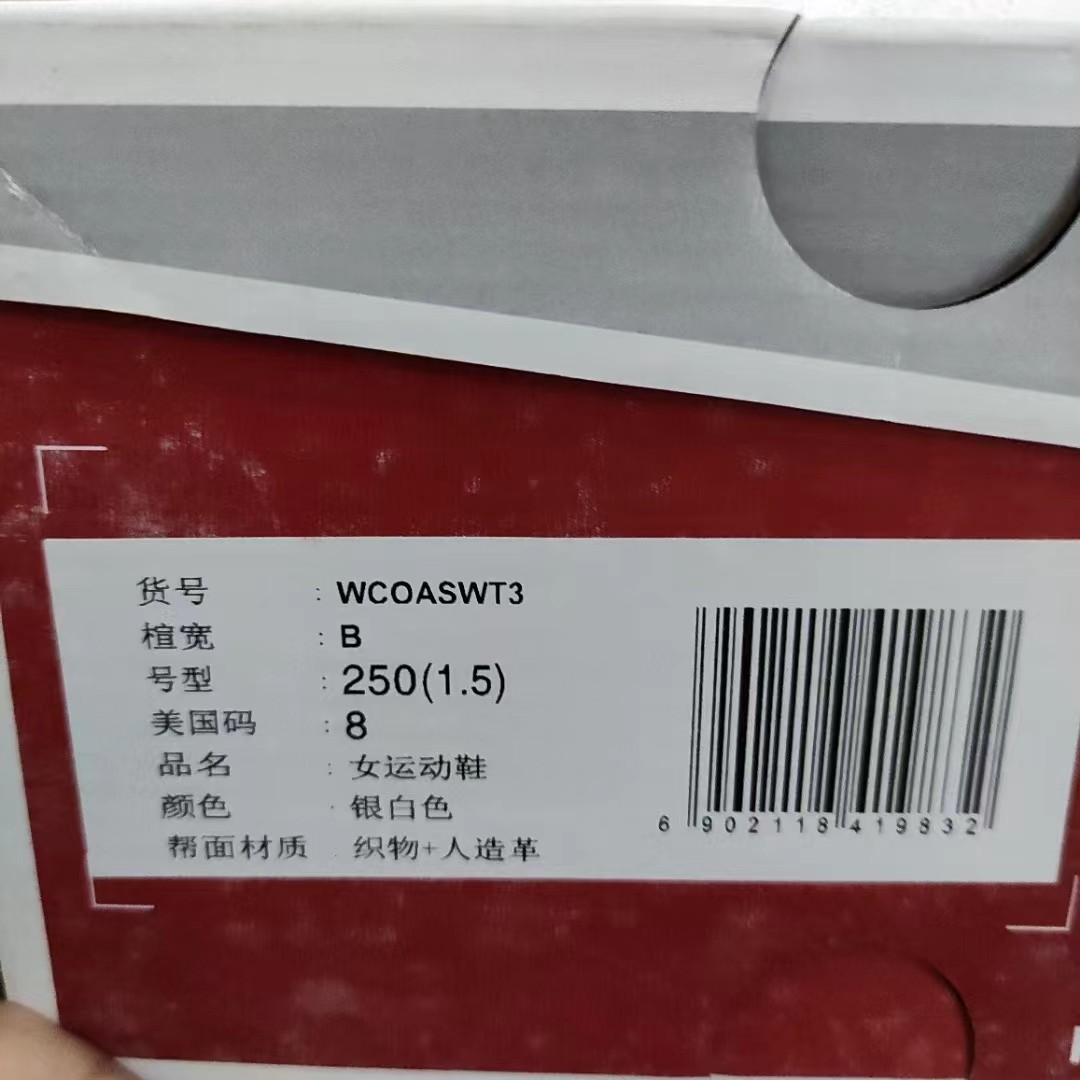 货号 : WCOASWT3
楦宽 : B
号型 : 250(1.5)
美国码 : 8
品名 : 女运动鞋
颜色 : 银白色
帮面材质 : 织物+人造革
6 902118 419832